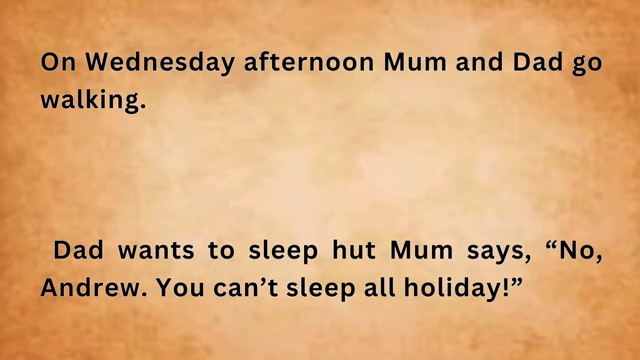 On Wednesday afternoon Mum and Dad go
walking.
Dad wants to sleep hut Mum says, “No,
Andrew. You can’t sleep all holiday!”